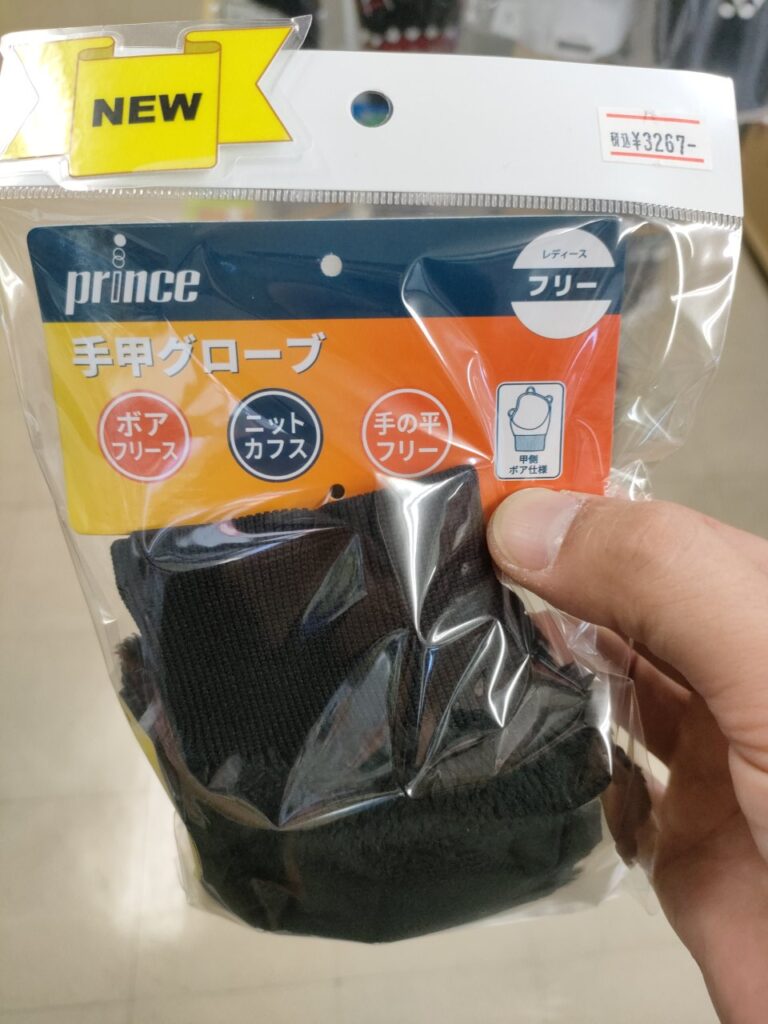 NEW
税込¥3267-
prince
レディース
フリー
手甲グローブ
ボア
フリース
ニット
カフス
手の平
フリー
甲側
ボア仕様